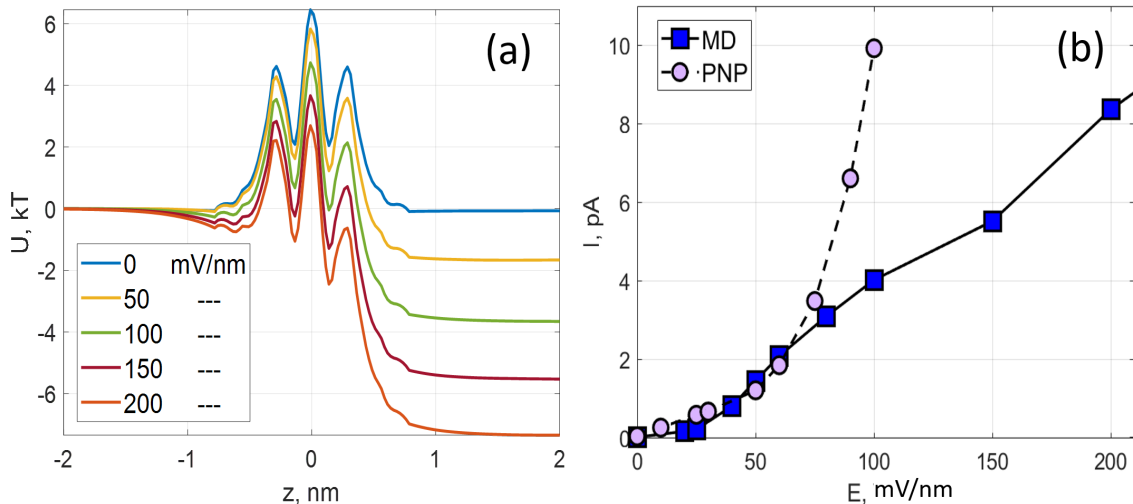 (a)
U, kT
6
4
2
0
-2
-4
-6
0 mV/nm
50 ---
100 ---
150 ---
200 ---
-2 -1 0 1 2
z, nm
(b)
MD
PNP
I, pA
10
8
6
4
2
0
0 50 100 150 200
E, mV/nm